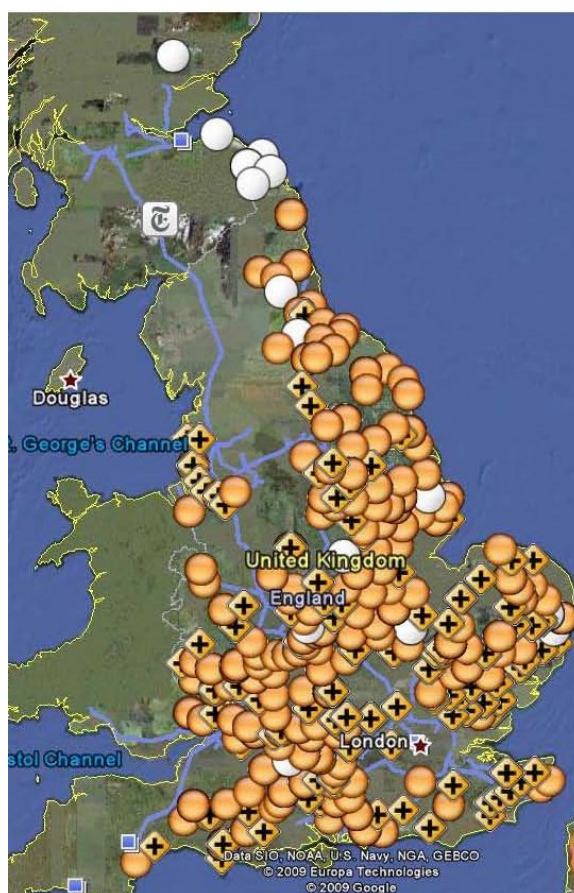 Douglas
t. George's Channel
United Kingdom
England
London
istol Channel
Data SIO, NOAA, U.S. Navy, NGA, GEBCO
© 2009 Europa Technologies
© 2009 Google